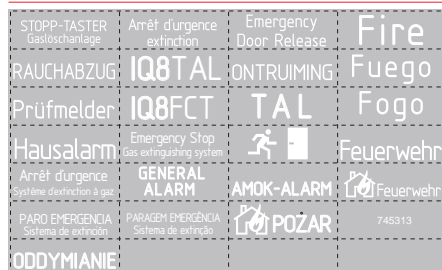 STOPP-TASTER
Gaslöschanlage
Arrêt d'urgence
extinction
Emergency
Door Release
Fire
RAUCHABZUG
IQ8TAL
ONTRUIMING
Fuego
Prüfmelder
IQ8FCT
TAL
Fogo
Hausalarm
Emergency Stop
Gas extinguishing system
Feuerwehr
Arrêt d'urgence
Système d'extinction à gaz
GENERAL
ALARM
AMOK-ALARM
Feuerwehr
PARO EMERGENCIA
Sistema de extinción
PARAGEM EMERGÊNCIA
Sistema de extinção
POŻAR
745313
ODDYMIANIE